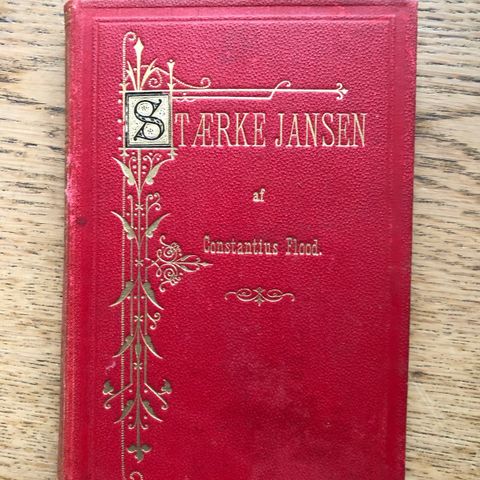 STÆRKE JANSEN
af
Constantius Flood.